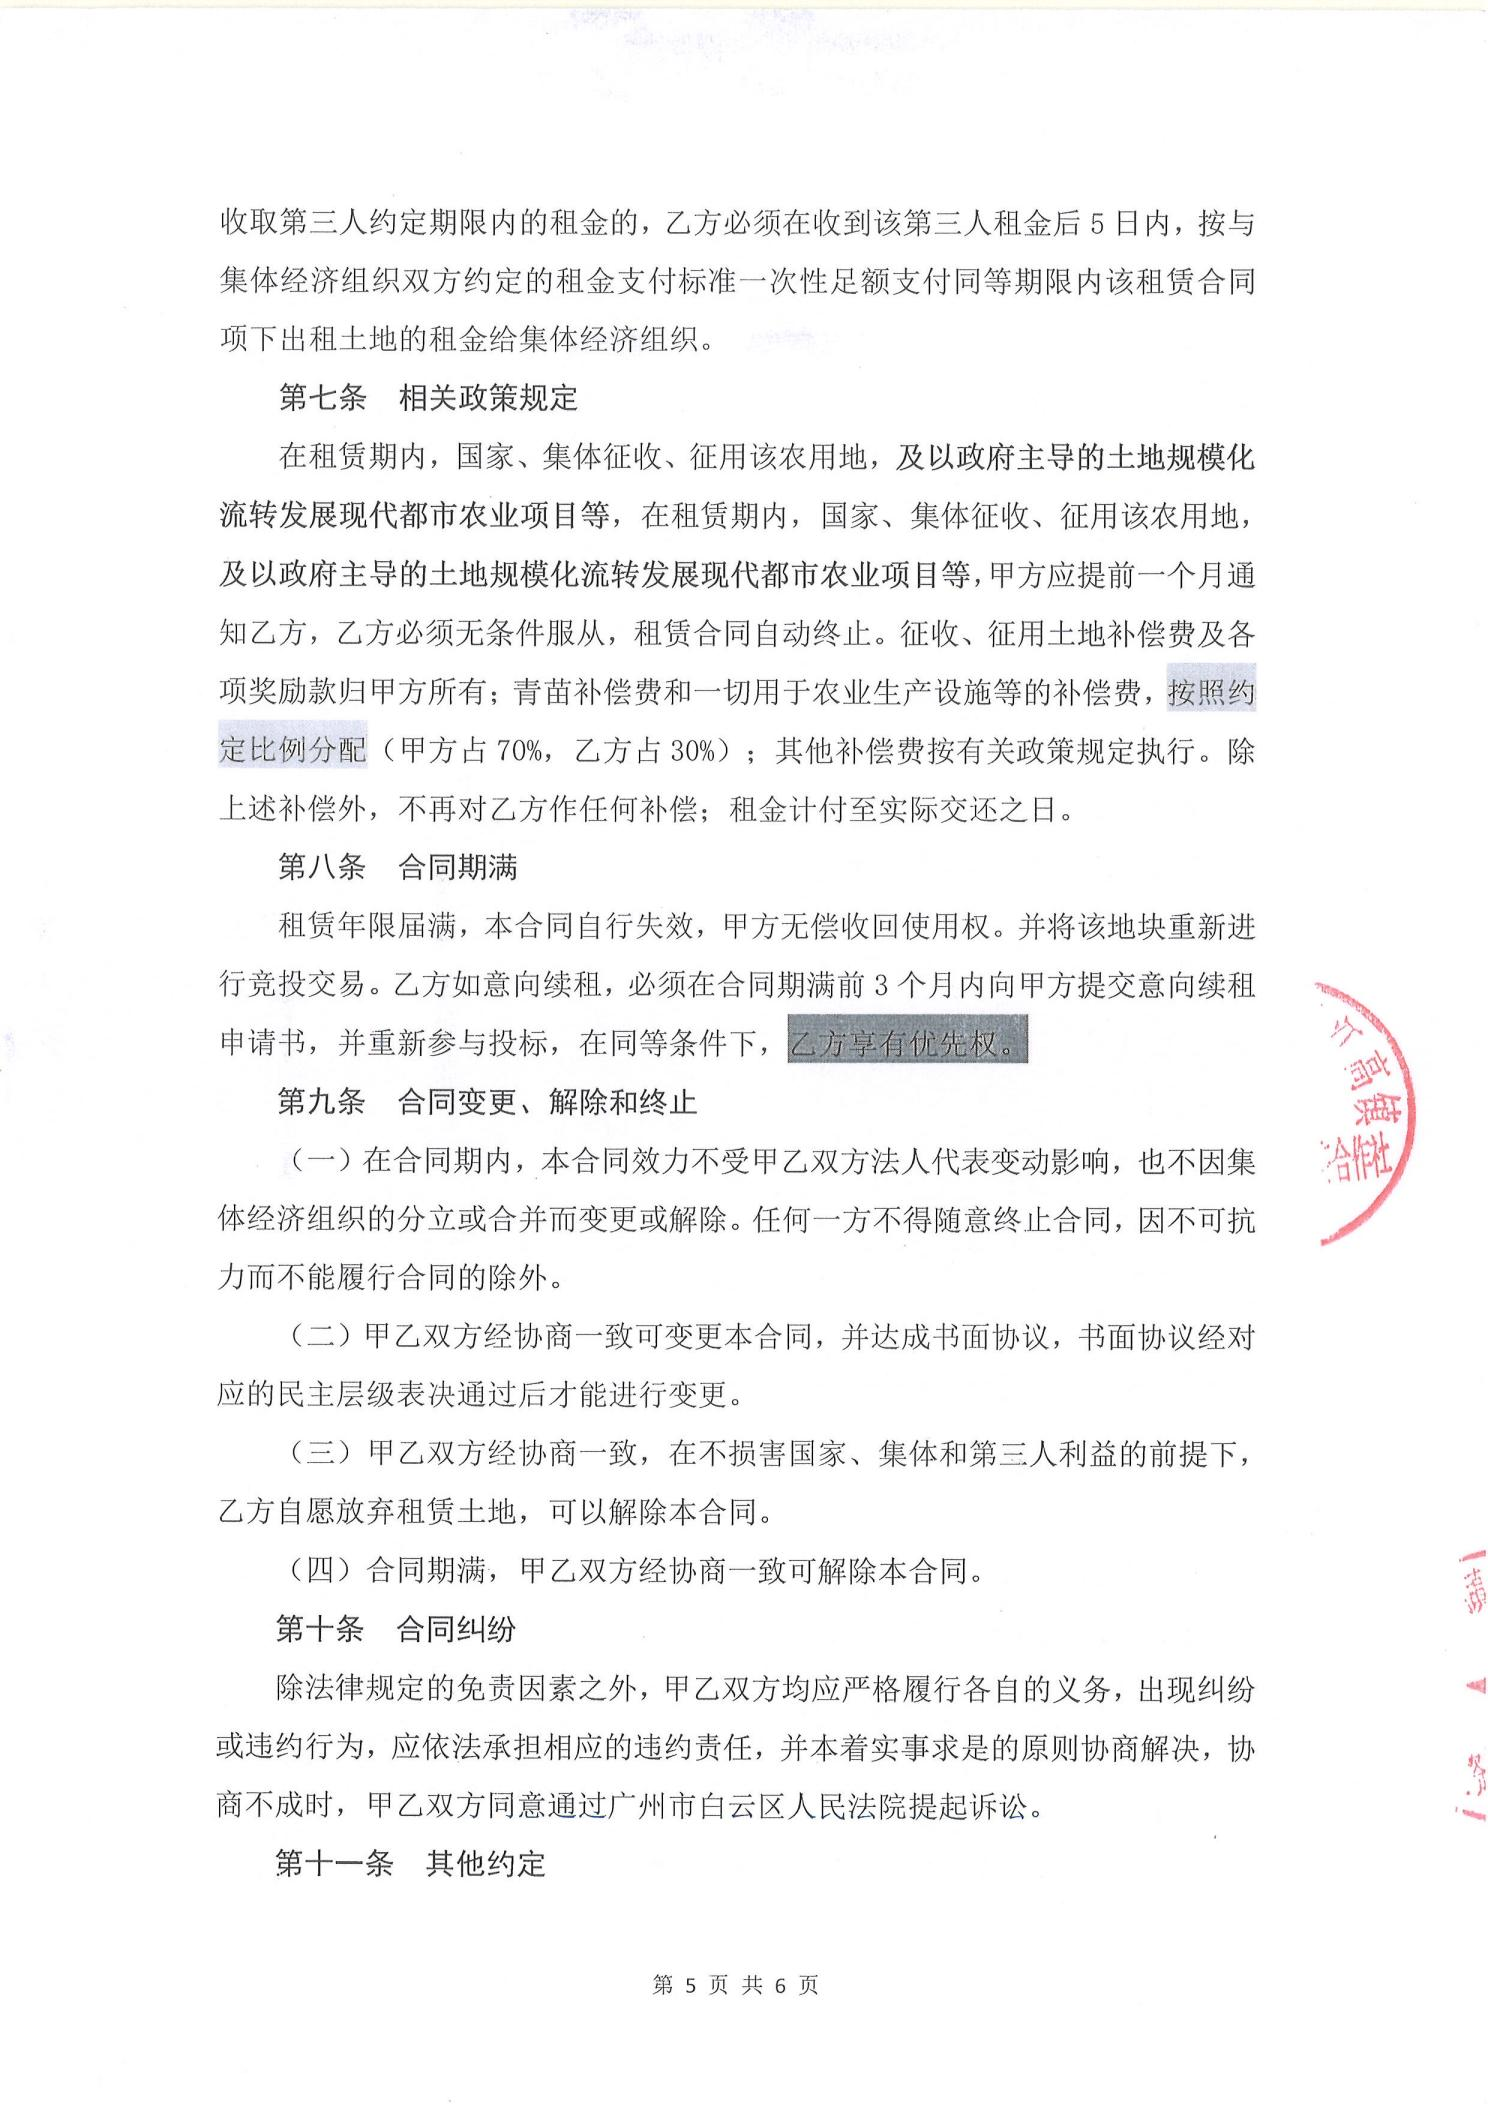 收取第三人约定期限内的租金的，乙方必须在收到该第三人租金后 5 日内，按与
集体经济组织双方约定的租金支付标准一次性足额支付同等期限内该租赁合同
项下出租土地的租金给集体经济组织。
第七条　相关政策规定
在租赁期内，国家、集体征收、征用该农用地，及以政府主导的土地规模化
流转发展现代都市农业项目等，在租赁期内，国家、集体征收、征用该农用地，
及以政府主导的土地规模化流转发展现代都市农业项目等，甲方应提前一个月通
知乙方，乙方必须无条件服从，租赁合同自动终止。征收、征用土地补偿费及各
项奖励款归甲方所有；青苗补偿费和一切用于农业生产设施等的补偿费，按照约
定比例分配（甲方占 70%，乙方占 30%）；其他补偿费按有关政策规定执行。除
上述补偿外，不再对乙方作任何补偿；租金计付至实际交还之日。
第八条　合同期满
租赁年限届满，本合同自行失效，甲方无偿收回使用权。并将该地块重新进
行竞投交易。乙方如意向续租，必须在合同期满前 3 个月内向甲方提交意向续租
申请书，并重新参与投标，在同等条件下，乙方享有优先权。
第九条　合同变更、解除和终止
（一）在合同期内，本合同效力不受甲乙双方法人代表变动影响，也不因集
体经济组织的分立或合并而变更或解除。任何一方不得随意终止合同，因不可抗
力而不能履行合同的除外。
（二）甲乙双方经协商一致可变更本合同，并达成书面协议，书面协议经对
应的民主层级表决通过后才能进行变更。
（三）甲乙双方经协商一致，在不损害国家、集体和第三人利益的前提下，
乙方自愿放弃租赁土地，可以解除本合同。
（四）合同期满，甲乙双方经协商一致可解除本合同。
第十条　合同纠纷
除法律规定的免责因素之外，甲乙双方均应严格履行各自的义务，出现纠纷
或违约行为，应依法承担相应的违约责任，并本着实事求是的原则协商解决，协
商不成时，甲乙双方同意通过广州市白云区人民法院提起诉讼。
第十一条　其他约定
高镇
合作社
第 5 页 共 6 页